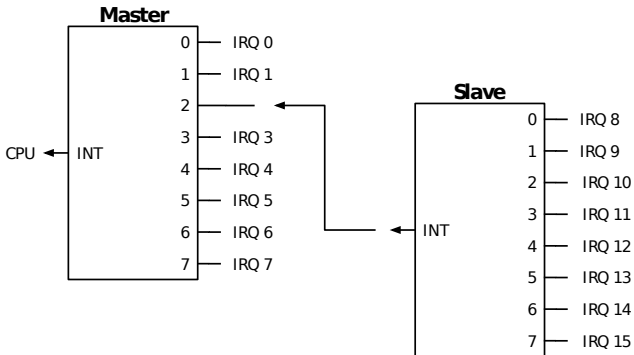 Master
0 IRQ 0
1 IRQ 1
2
3 IRQ 3
CPU INT
4 IRQ 4
5 IRQ 5
6 IRQ 6
7 IRQ 7
Slave
0 IRQ 8
1 IRQ 9
2 IRQ 10
3 IRQ 11
INT
4 IRQ 12
5 IRQ 13
6 IRQ 14
7 IRQ 15